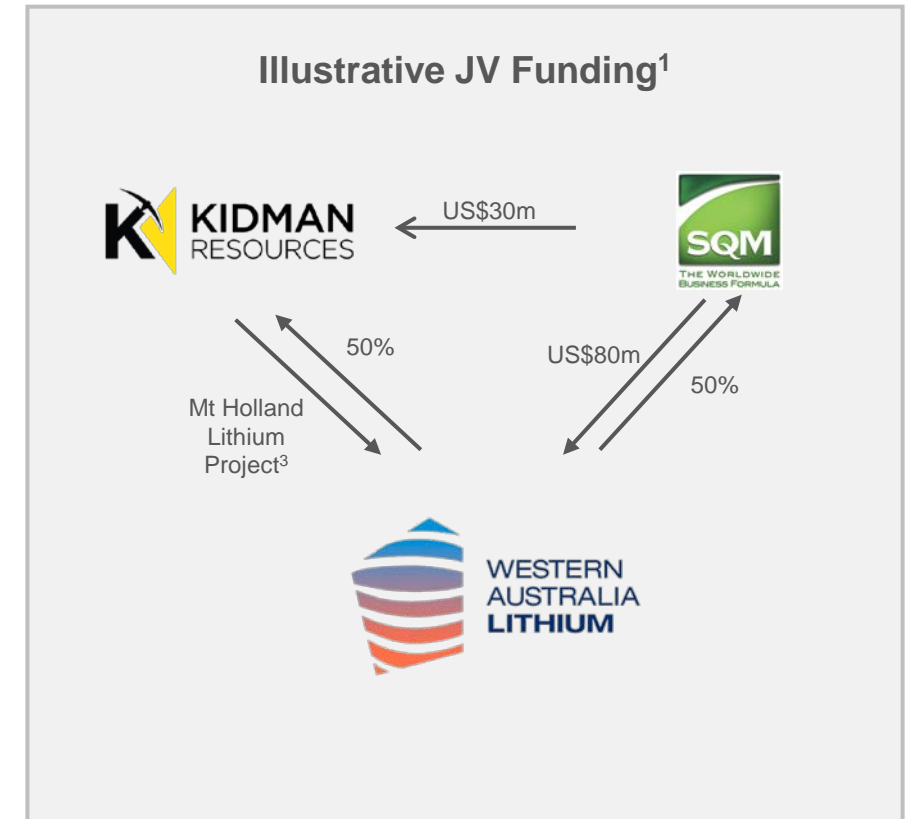 Illustrative JV Funding¹
KIDMAN
RESOURCES
US$30m
SQM
THE WORLDWIDE
BUSINESS FORMULA
50%
US$80m
50%
Mt Holland
Lithium
Project³
WESTERN
AUSTRALIA
LITHIUM